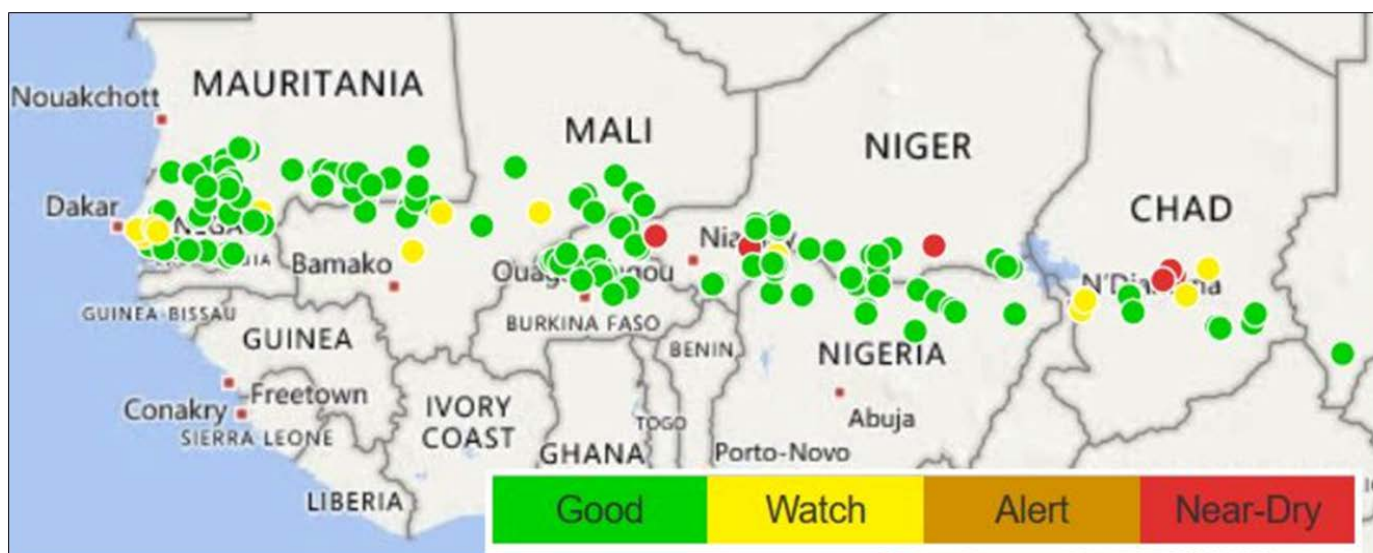 MAURITANIA
Nouakchott
MALI
NIGER
CHAD
Dakar
Bamako
GUINEA-BISSAU
GUINEA
BURKINA FASO
BENIN
NIGERIA
Freetown
Conakry
SIERRA LEONE
IVORY
COAST
TOGO
Abuja
GHANA
Porto-Novo
LIBERIA
Good
Watch
Alert
Near-Dry